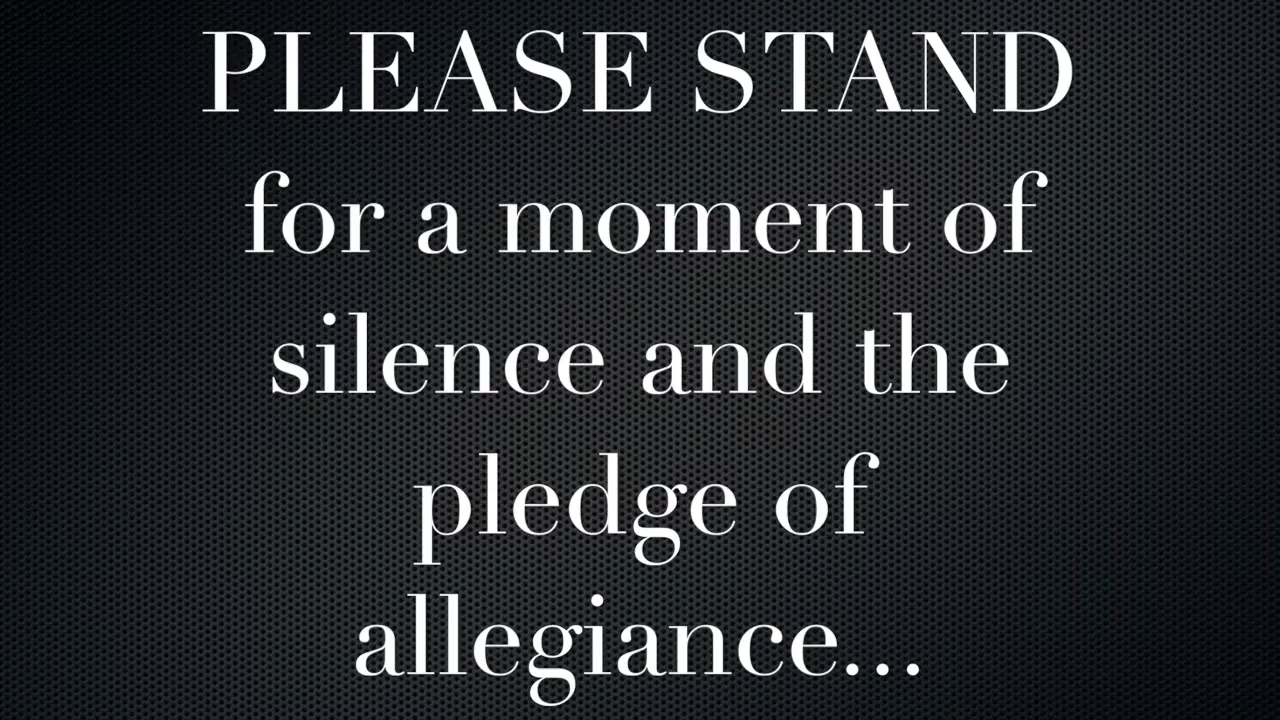 PLEASE STAND
for a moment of
silence and the
pledge of
allegiance...